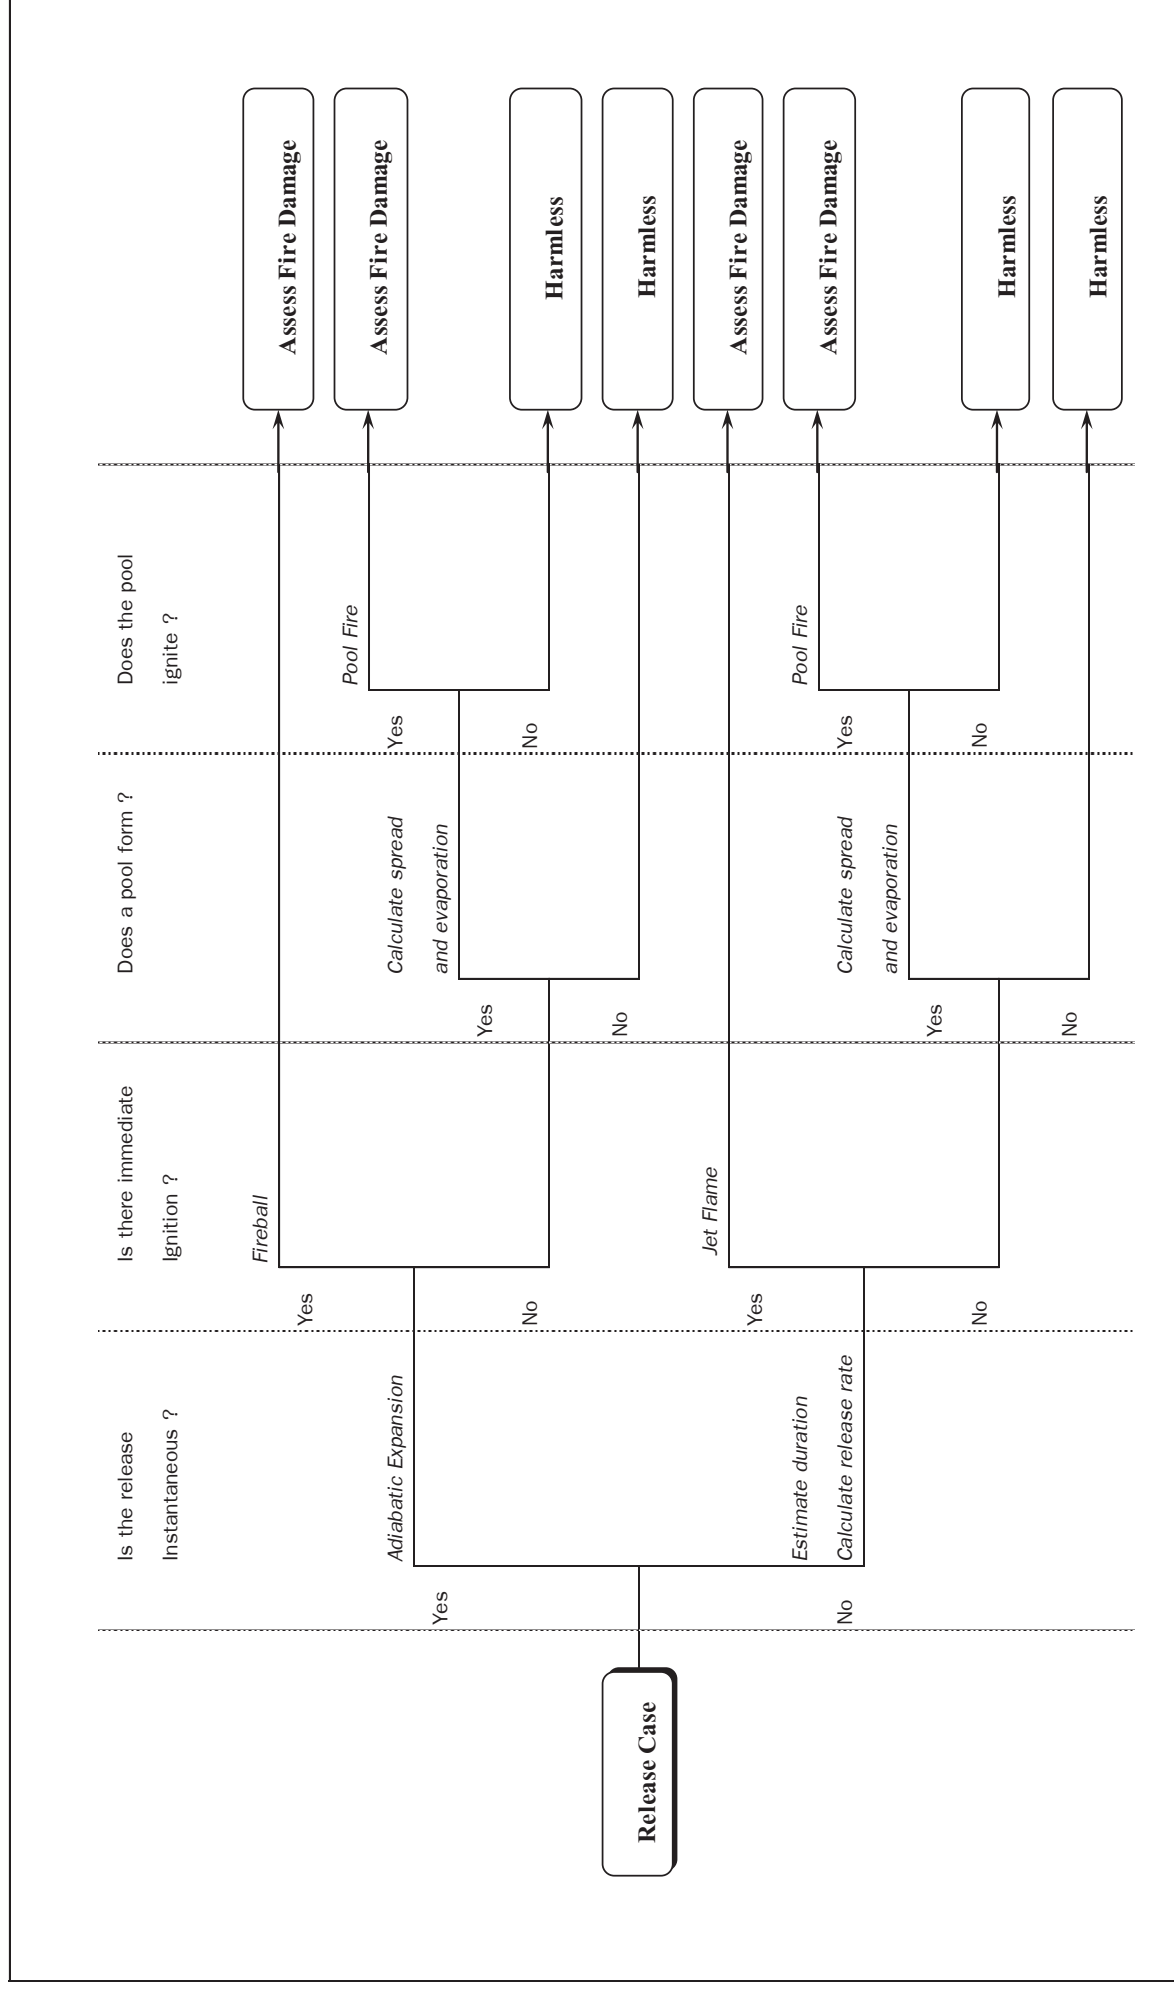 Is the release
Instantaneous ?
Is there immediate
Ignition ?
Does a pool form ?
Does the pool
ignite ?
Release Case
Yes
No
Adiabatic Expansion
Estimate duration
Calculate release rate
Yes
No
Yes
No
Fireball
Jet Flame
Yes
No
Yes
No
Calculate spread
and evaporation
Calculate spread
and evaporation
Yes
No
Yes
No
Pool Fire
Pool Fire
Assess Fire Damage
Assess Fire Damage
Harmless
Harmless
Assess Fire Damage
Assess Fire Damage
Harmless
Harmless